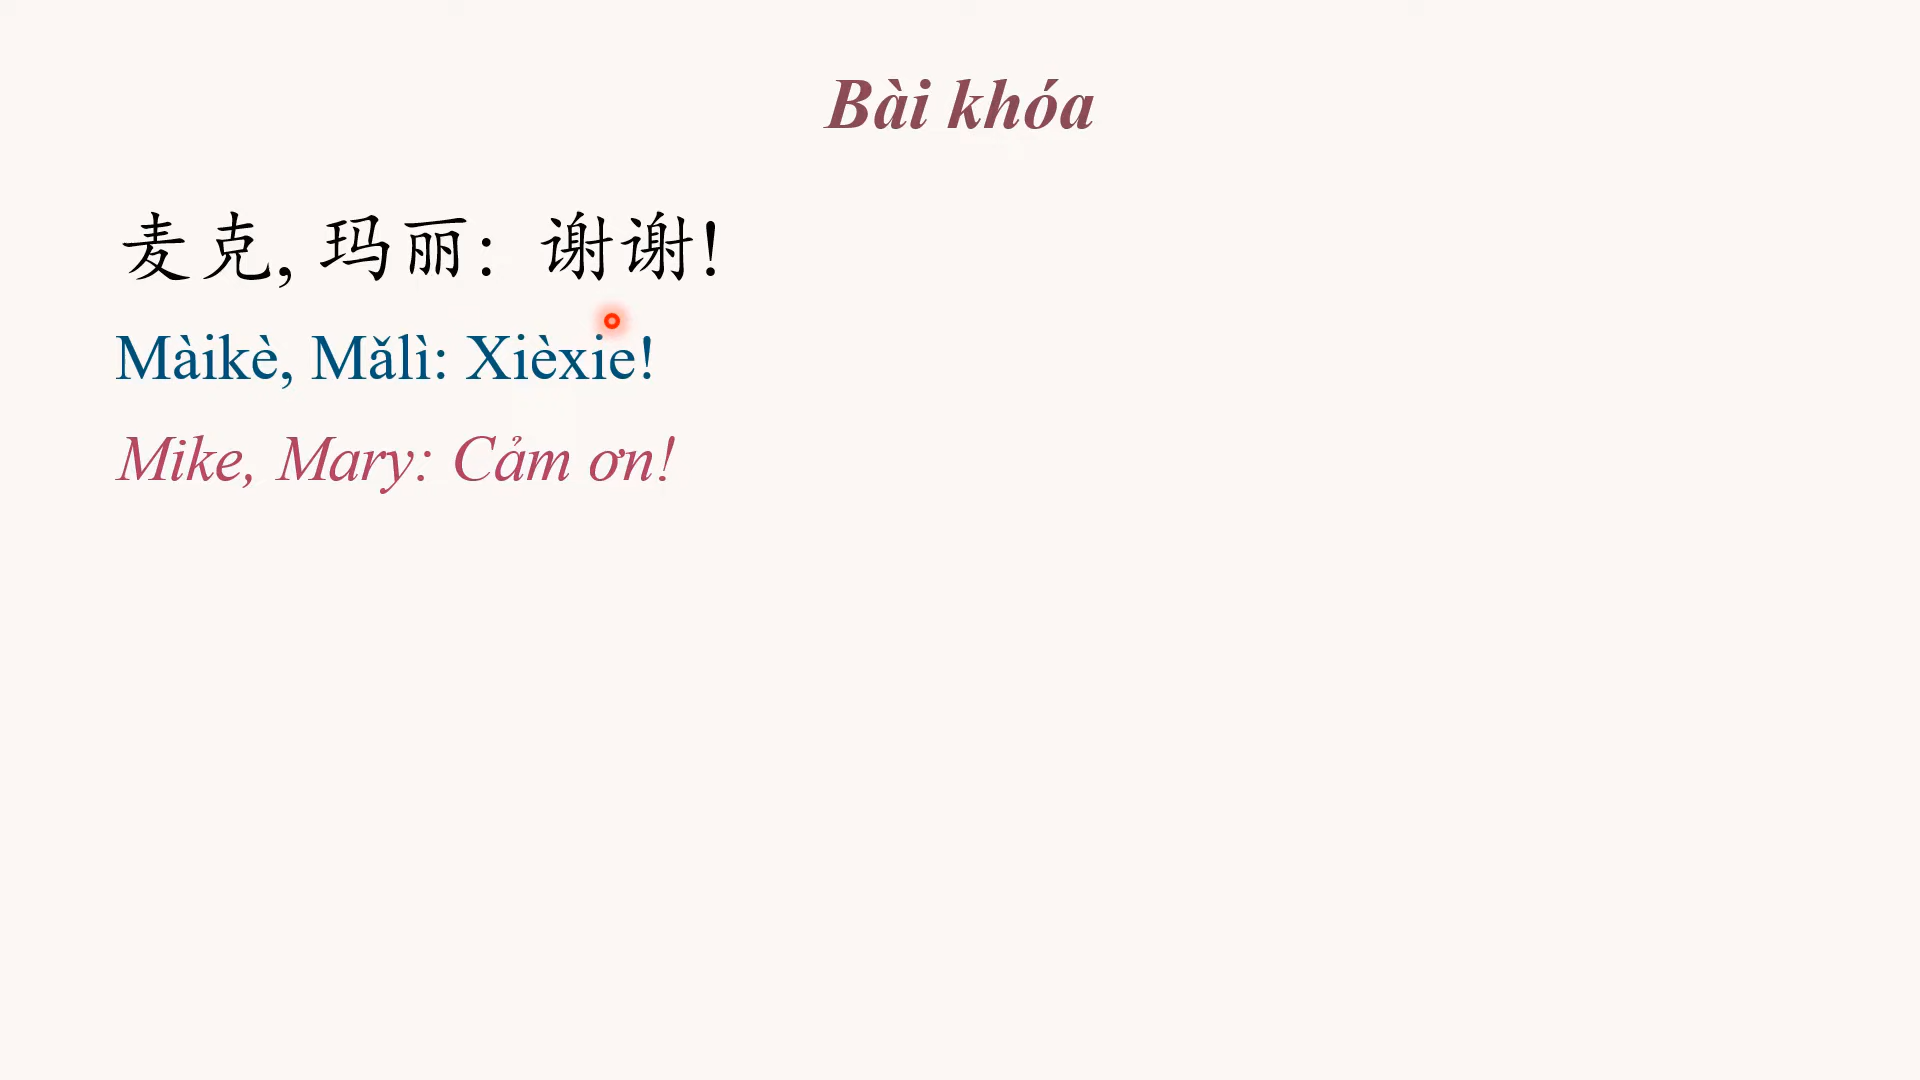 Bài khóa
麦克, 玛丽: 谢谢!
Màikè, Mǎlì: Xièxie!
Mike, Mary: Cảm ơn!